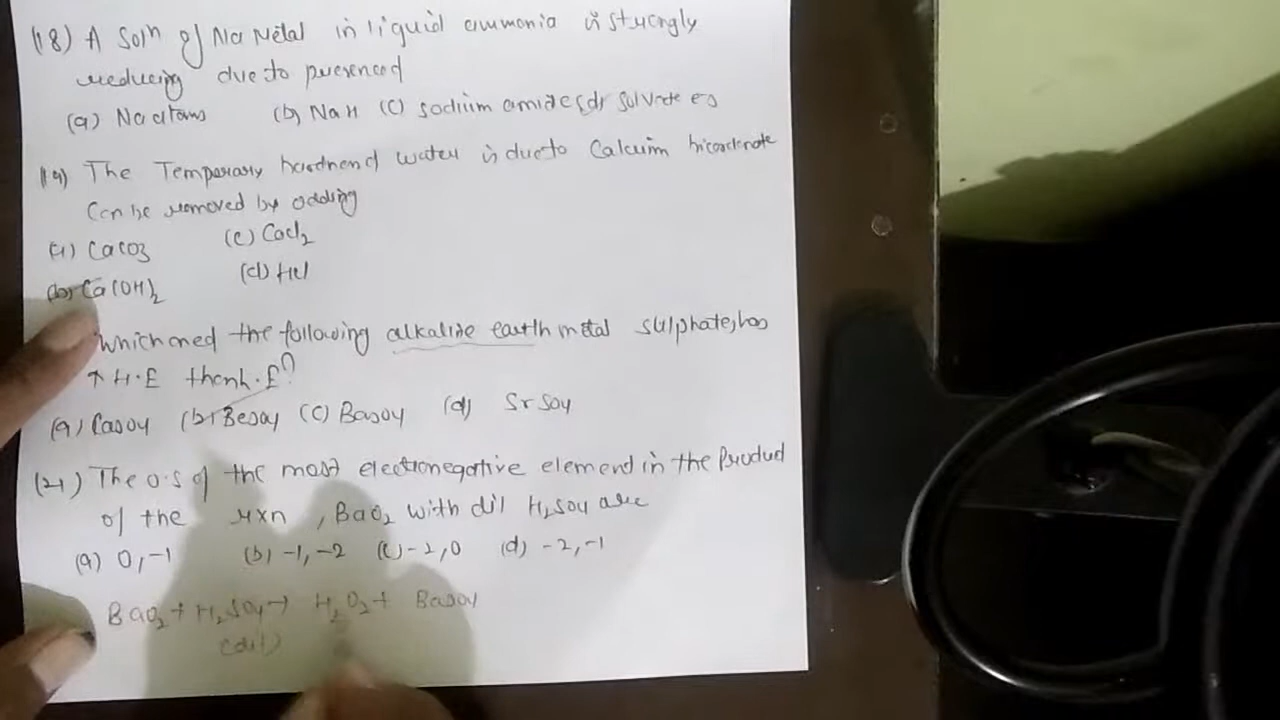 (18) A Soln of Na Metal in liquid ammonia is strongly
reducing due to presence of
(a) Na atoms (b) NaH (C) sodium amide (d) Solvate es
(19) The Temporary hardness of water is due to Calcium bicarbonate
Can be removed by adding
(a) CaCO3 (c) CaCl2
(b) Ca(OH)2 (d) HCl
which one of the following alkaline earth metal sulphates, has
↑ H.E than L.E?
(a) CaSO4 (b) BeSO4 (C) BaSO4 (d) SrSO4
(21) The O.S of the most electronegative element in the Product
of the rxn, BaO2 with dil H2SO4 are
(a) 0, -1 (b) -1, -2 (c) -2, 0 (d) -2, -1
BaO2 + H2SO4 → H2O2 + BaSO4
(dil)